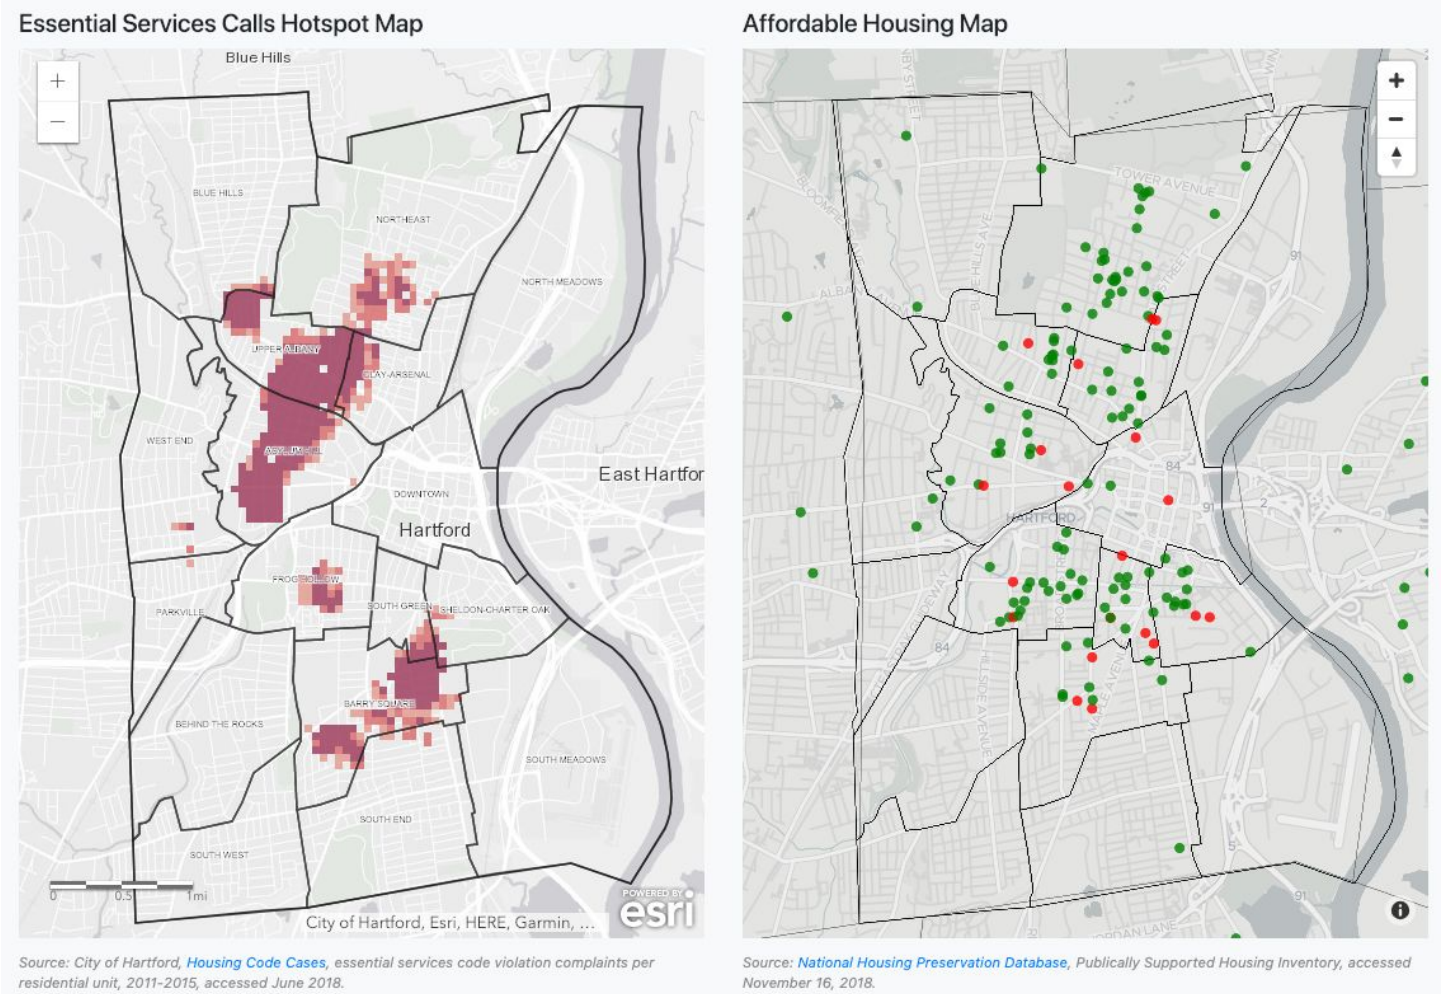 Essential Services Calls Hotspot Map
Blue Hills
+
−
BLUE HILLS
NORTHEAST
NORTH MEADOWS
UPPER ALBANY
CLAY-ARSENAL
WEST END
ASYLUM HILL
East Hartfor
DOWNTOWN
Hartford
FROG HOLLOW
SOUTH GREEN
SHELDON-CHARTER OAK
PARKVILLE
BARRY SQUARE
BEHIND THE ROCKS
SOUTH MEADOWS
SOUTH END
SOUTH WEST
0 0.5 1mi
POWERED BY
esri
City of Hartford, Esri, HERE, Garmin, ...
Source: City of Hartford, Housing Code Cases, essential services code violation complaints per
residential unit, 2011-2015, accessed June 2018.
Affordable Housing Map
+
−
TOWER AVENUE
BLUE HILLS AVE
91
84
2
91
HARTFORD
84
HILLSIDE AVENUE
5
91
JORDAN LANE
Source: National Housing Preservation Database, Publically Supported Housing Inventory, accessed
November 16, 2018.